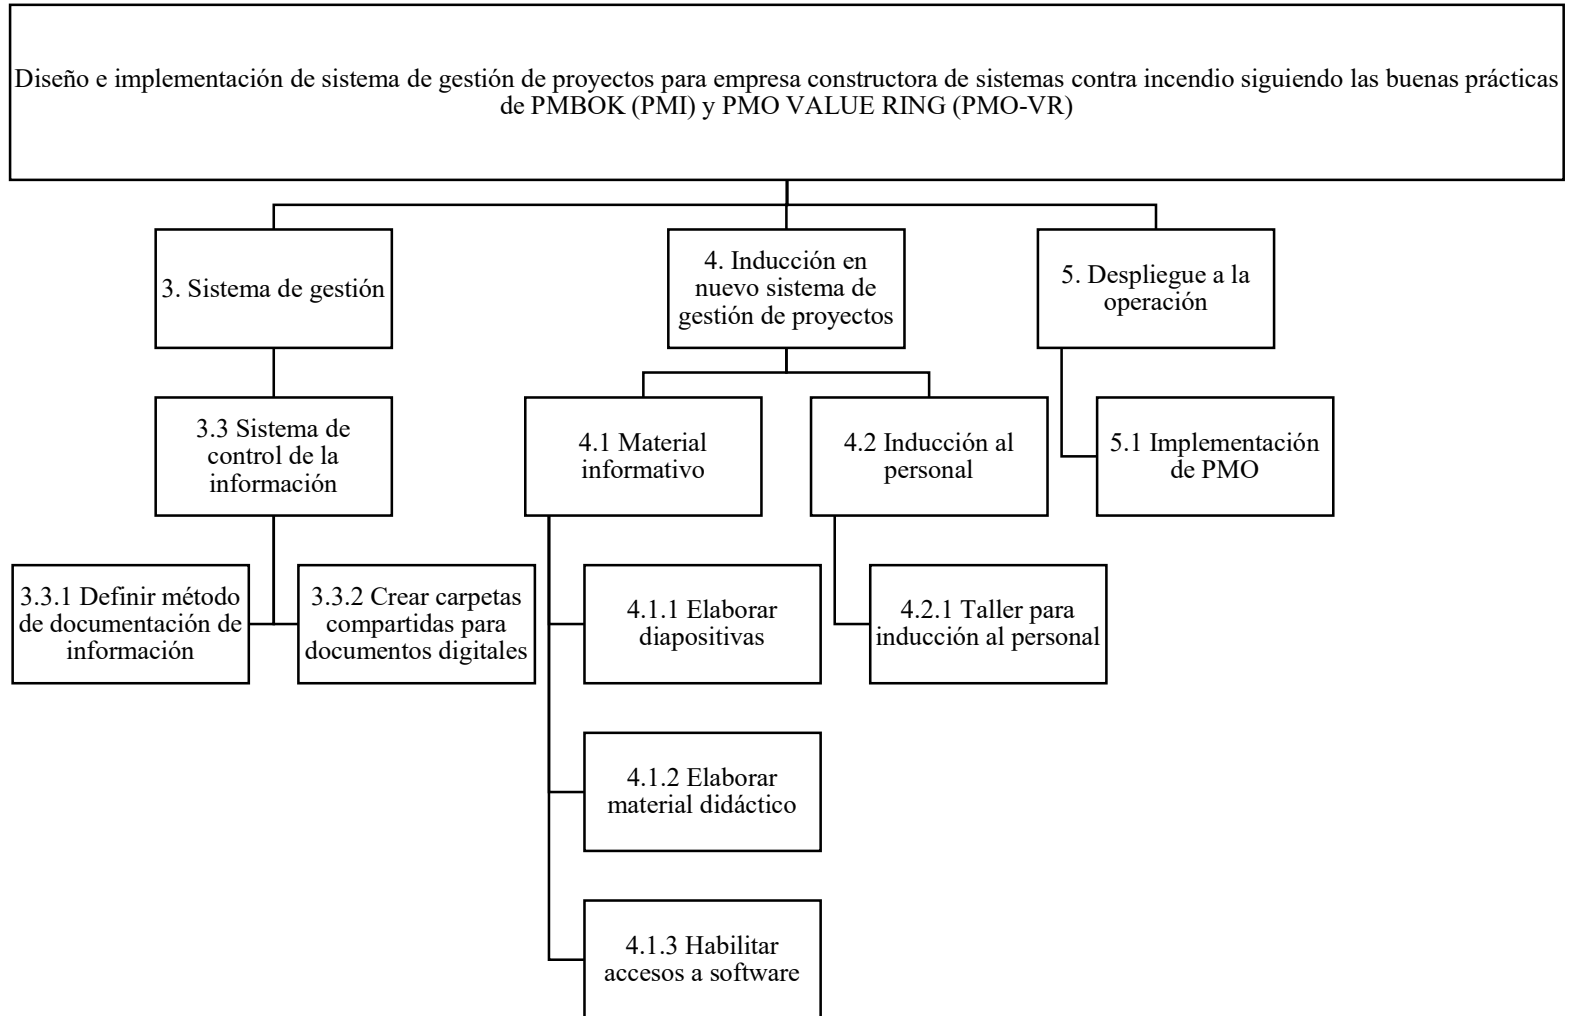 Diseño e implementación de sistema de gestión de proyectos para empresa constructora de sistemas contra incendio siguiendo las buenas prácticas
de PMBOK (PMI) y PMO VALUE RING (PMO-VR)
3. Sistema de gestión
4. Inducción en
nuevo sistema de
gestión de proyectos
5. Despliegue a la
operación
3.3 Sistema de
control de la
información
4.1 Material
informativo
4.2 Inducción al
personal
5.1 Implementación
de PMO
3.3.1 Definir método
de documentación de
información
3.3.2 Crear carpetas
compartidas para
documentos digitales
4.1.1 Elaborar
diapositivas
4.2.1 Taller para
inducción al personal
4.1.2 Elaborar
material didáctico
4.1.3 Habilitar
accesos a software